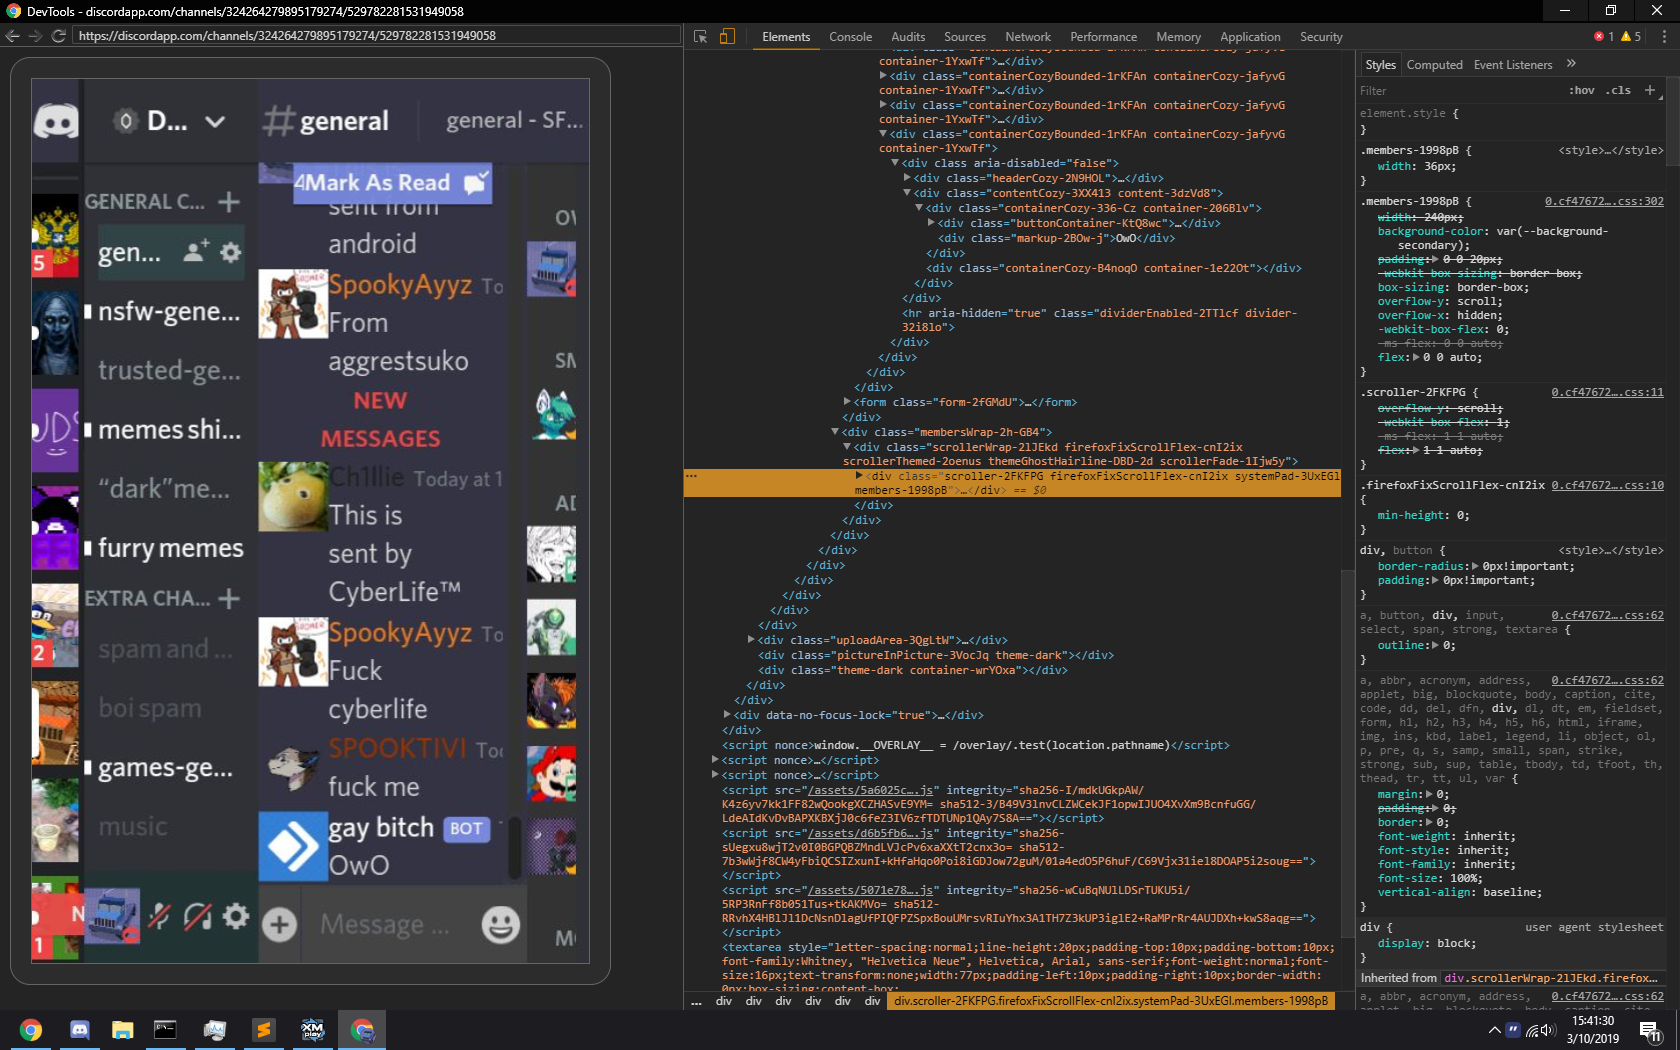 DevTools - discordapp.com/channels/324264279895179274/529782281531949058
https://discordapp.com/channels/324264279895179274/529782281531949058
D...
#general
general - SF...
Mark As Read
GENERAL C...
gen...
5
nsfw-gene...
trusted-ge...
memes shi...
"dark"me...
furry memes
EXTRA CHA...
2
spam and ...
boi spam
games-ge...
music
N
1
sent from
android
SpookyAyyz To
From
aggrestsuko
NEW
MESSAGES
Ch1llie Today at 1
This is
sent by
CyberLife™
SpookyAyyz To
Fuck
cyberlife
SPOOKTIVI Too
fuck me
gay bitch BOT
OwO
Message ...
SM
AD
Elements Console Audits Sources Network Performance Memory Application Security
1 5
container-1YxwTf">…</div>
<div class="containerCozyBounded-1rKFAn containerCozy-jafyvG
container-1YxwTf">…</div>
<div class="containerCozyBounded-1rKFAn containerCozy-jafyvG
container-1YxwTf">…</div>
<div class="containerCozyBounded-1rKFAn containerCozy-jafyvG
container-1YxwTf">
<div class aria-disabled="false">
<div class="headerCozy-2N9HOL">…</div>
<div class="contentCozy-3XX413 content-3dzVd8">
<div class="containerCozy-336-Cz container-206Blv">
<div class="buttonContainer-KtQ8wc">…</div>
<div class="markup-2BOw-j">OwO</div>
</div>
<div class="containerCozy-B4noqO container-1e22Ot"></div>
</div>
</div>
<hr aria-hidden="true" class="dividerEnabled-2TTlcf divider-
32i8lo">
</div>
</div>
</div>
</div>
<form class="form-2fGMdU">…</form>
</div>
<div class="membersWrap-2h-GB4">
<div class="scrollerWrap-2lJEkd firefoxFixScrollFlex-cnI2ix
scrollerThemed-2oenus themeGhostHairline-DBD-2d scrollerFade-1Ijw5y">
<div class="scroller-2FKFPG firefoxFixScrollFlex-cnI2ix systemPad-3UxEGl
members-1998pB">…</div> == $0
</div>
</div>
</div>
</div>
</div>
</div>
</div>
</div>
</div>
<div class="uploadArea-3QgLtW">…</div>
<div class="pictureInPicture-3VocJq theme-dark"></div>
<div class="theme-dark container-wrYOxa"></div>
</div>
</div>
<div data-no-focus-lock="true">…</div>
</div>
<script nonce>window.__OVERLAY__ = /overlay/.test(location.pathname)</script>
<script nonce>…</script>
<script nonce>…</script>
<script src="/assets/5a6025c….js" integrity="sha256-I/mdkUGkpAW/
K4z6yv7kk1FF82wQookgXCZHASvE9YM= sha512-3/B49V3lnvCLZWCekJF1opwIJUO4XvXm9BcnfuGG/
LdeAIdKvDvBAPXKBXjJ0c6feZ3IV6zfTDTUNp1QAy7S8A=="></script>
<script src="/assets/d6b5fb6….js" integrity="sha256-
sUegxu8wjT2v0I0BGPQBZMndLVJcPv6xaXXtT2cnx3o= sha512-
7b3wWjf8CW4yFbiQCSIZxunI+kHfaHqo0Poi8iGDJow72guM/01a4edO5P6huF/C69Vjx31iel8DOAP5i2soug==">
</script>
<script src="/assets/5071e78….js" integrity="sha256-wCuBqNUlLDSrTUKU5i/
5RP3RnFf8b051Tus+tkAKMVo= sha512-
RRvhX4HBlJl1DcNsnDlagUfPIQFPZSpxBouUMrsvRIuYhx3A1TH7Z3kUP3iglE2+RaMPrRr4AUJDXh+kwS8aqg==">
</script>
<textarea style="letter-spacing:normal;line-height:20px;padding-top:10px;padding-bottom:10px;
font-family:Whitney, "Helvetica Neue", Helvetica, Arial, sans-serif;font-weight:normal;font-
size:16px;text-transform:none;width:77px;padding-left:10px;padding-right:10px;border-width:
0px;box-sizing:content-box;
... div div div div div div div.scroller-2FKFPG.firefoxFixScrollFlex-cnI2ix.systemPad-3UxEGl.members-1998pB
Styles Computed Event Listeners »
Filter :hov .cls +
element.style {
}
.members-1998pB { <style>…</style>
width: 36px;
}
.members-1998pB { 0.cf47672….css:302
width: 240px;
background-color: var(--background-
secondary);
padding: 0 0 20px;
-webkit-box-sizing: border-box;
box-sizing: border-box;
overflow-y: scroll;
overflow-x: hidden;
-webkit-box-flex: 0;
-ms-flex: 0 0 auto;
flex: 0 0 auto;
}
.scroller-2FKFPG { 0.cf47672….css:11
overflow-y: scroll;
-webkit-box-flex: 1;
-ms-flex: 1 1 auto;
flex: 1 1 auto;
}
.firefoxFixScrollFlex-cnI2ix 0.cf47672….css:10
{
min-height: 0;
}
div, button { <style>…</style>
border-radius: 0px!important;
padding: 0px!important;
}
a, button, div, input, 0.cf47672….css:62
select, span, strong, textarea {
outline: 0;
}
a, abbr, acronym, address, 0.cf47672….css:62
applet, big, blockquote, body, caption, cite,
code, dd, del, dfn, div, dl, dt, em, fieldset,
form, h1, h2, h3, h4, h5, h6, html, iframe,
img, ins, kbd, label, legend, li, object, ol,
p, pre, q, s, samp, small, span, strike,
strong, sub, sup, table, tbody, td, tfoot, th,
thead, tr, tt, ul, var {
margin: 0;
padding: 0;
border: 0;
font-weight: inherit;
font-style: inherit;
font-family: inherit;
font-size: 100%;
vertical-align: baseline;
}
div { user agent stylesheet
display: block;
}
Inherited from div.scrollerWrap-2lJEkd.firefox…
a, abbr, acronym, address, 0.cf47672….css:62
XM
play
15:41:30
3/10/2019
11